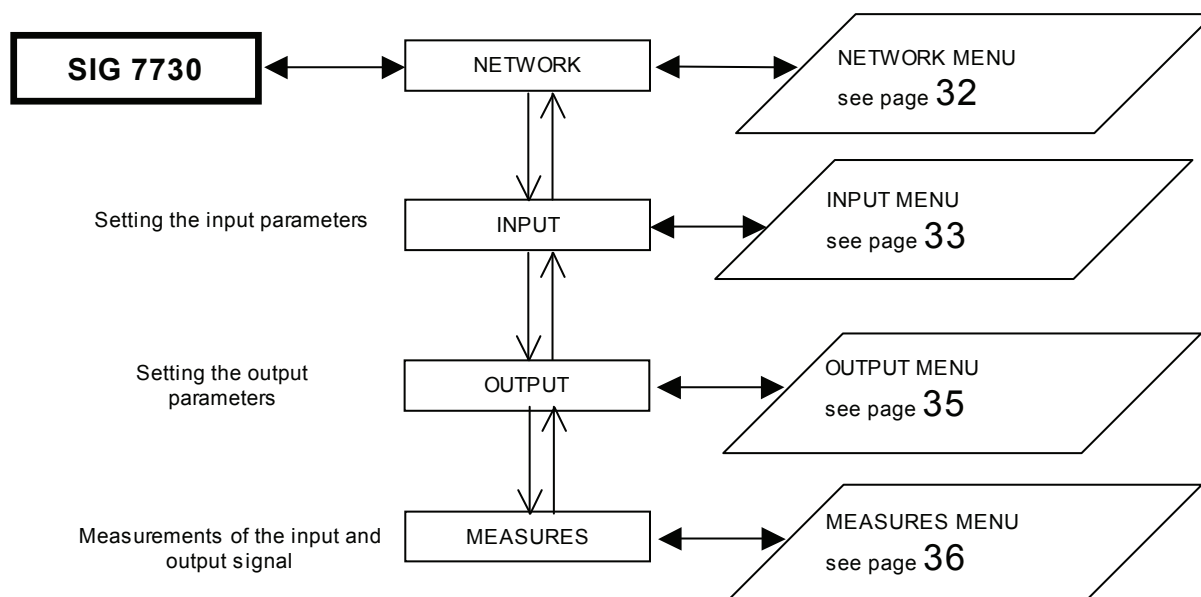 SIG 7730
NETWORK
NETWORK MENU
see page 32
Setting the input parameters
INPUT
INPUT MENU
see page 33
Setting the output
parameters
OUTPUT
OUTPUT MENU
see page 35
Measurements of the input and
output signal
MEASURES
MEASURES MENU
see page 36